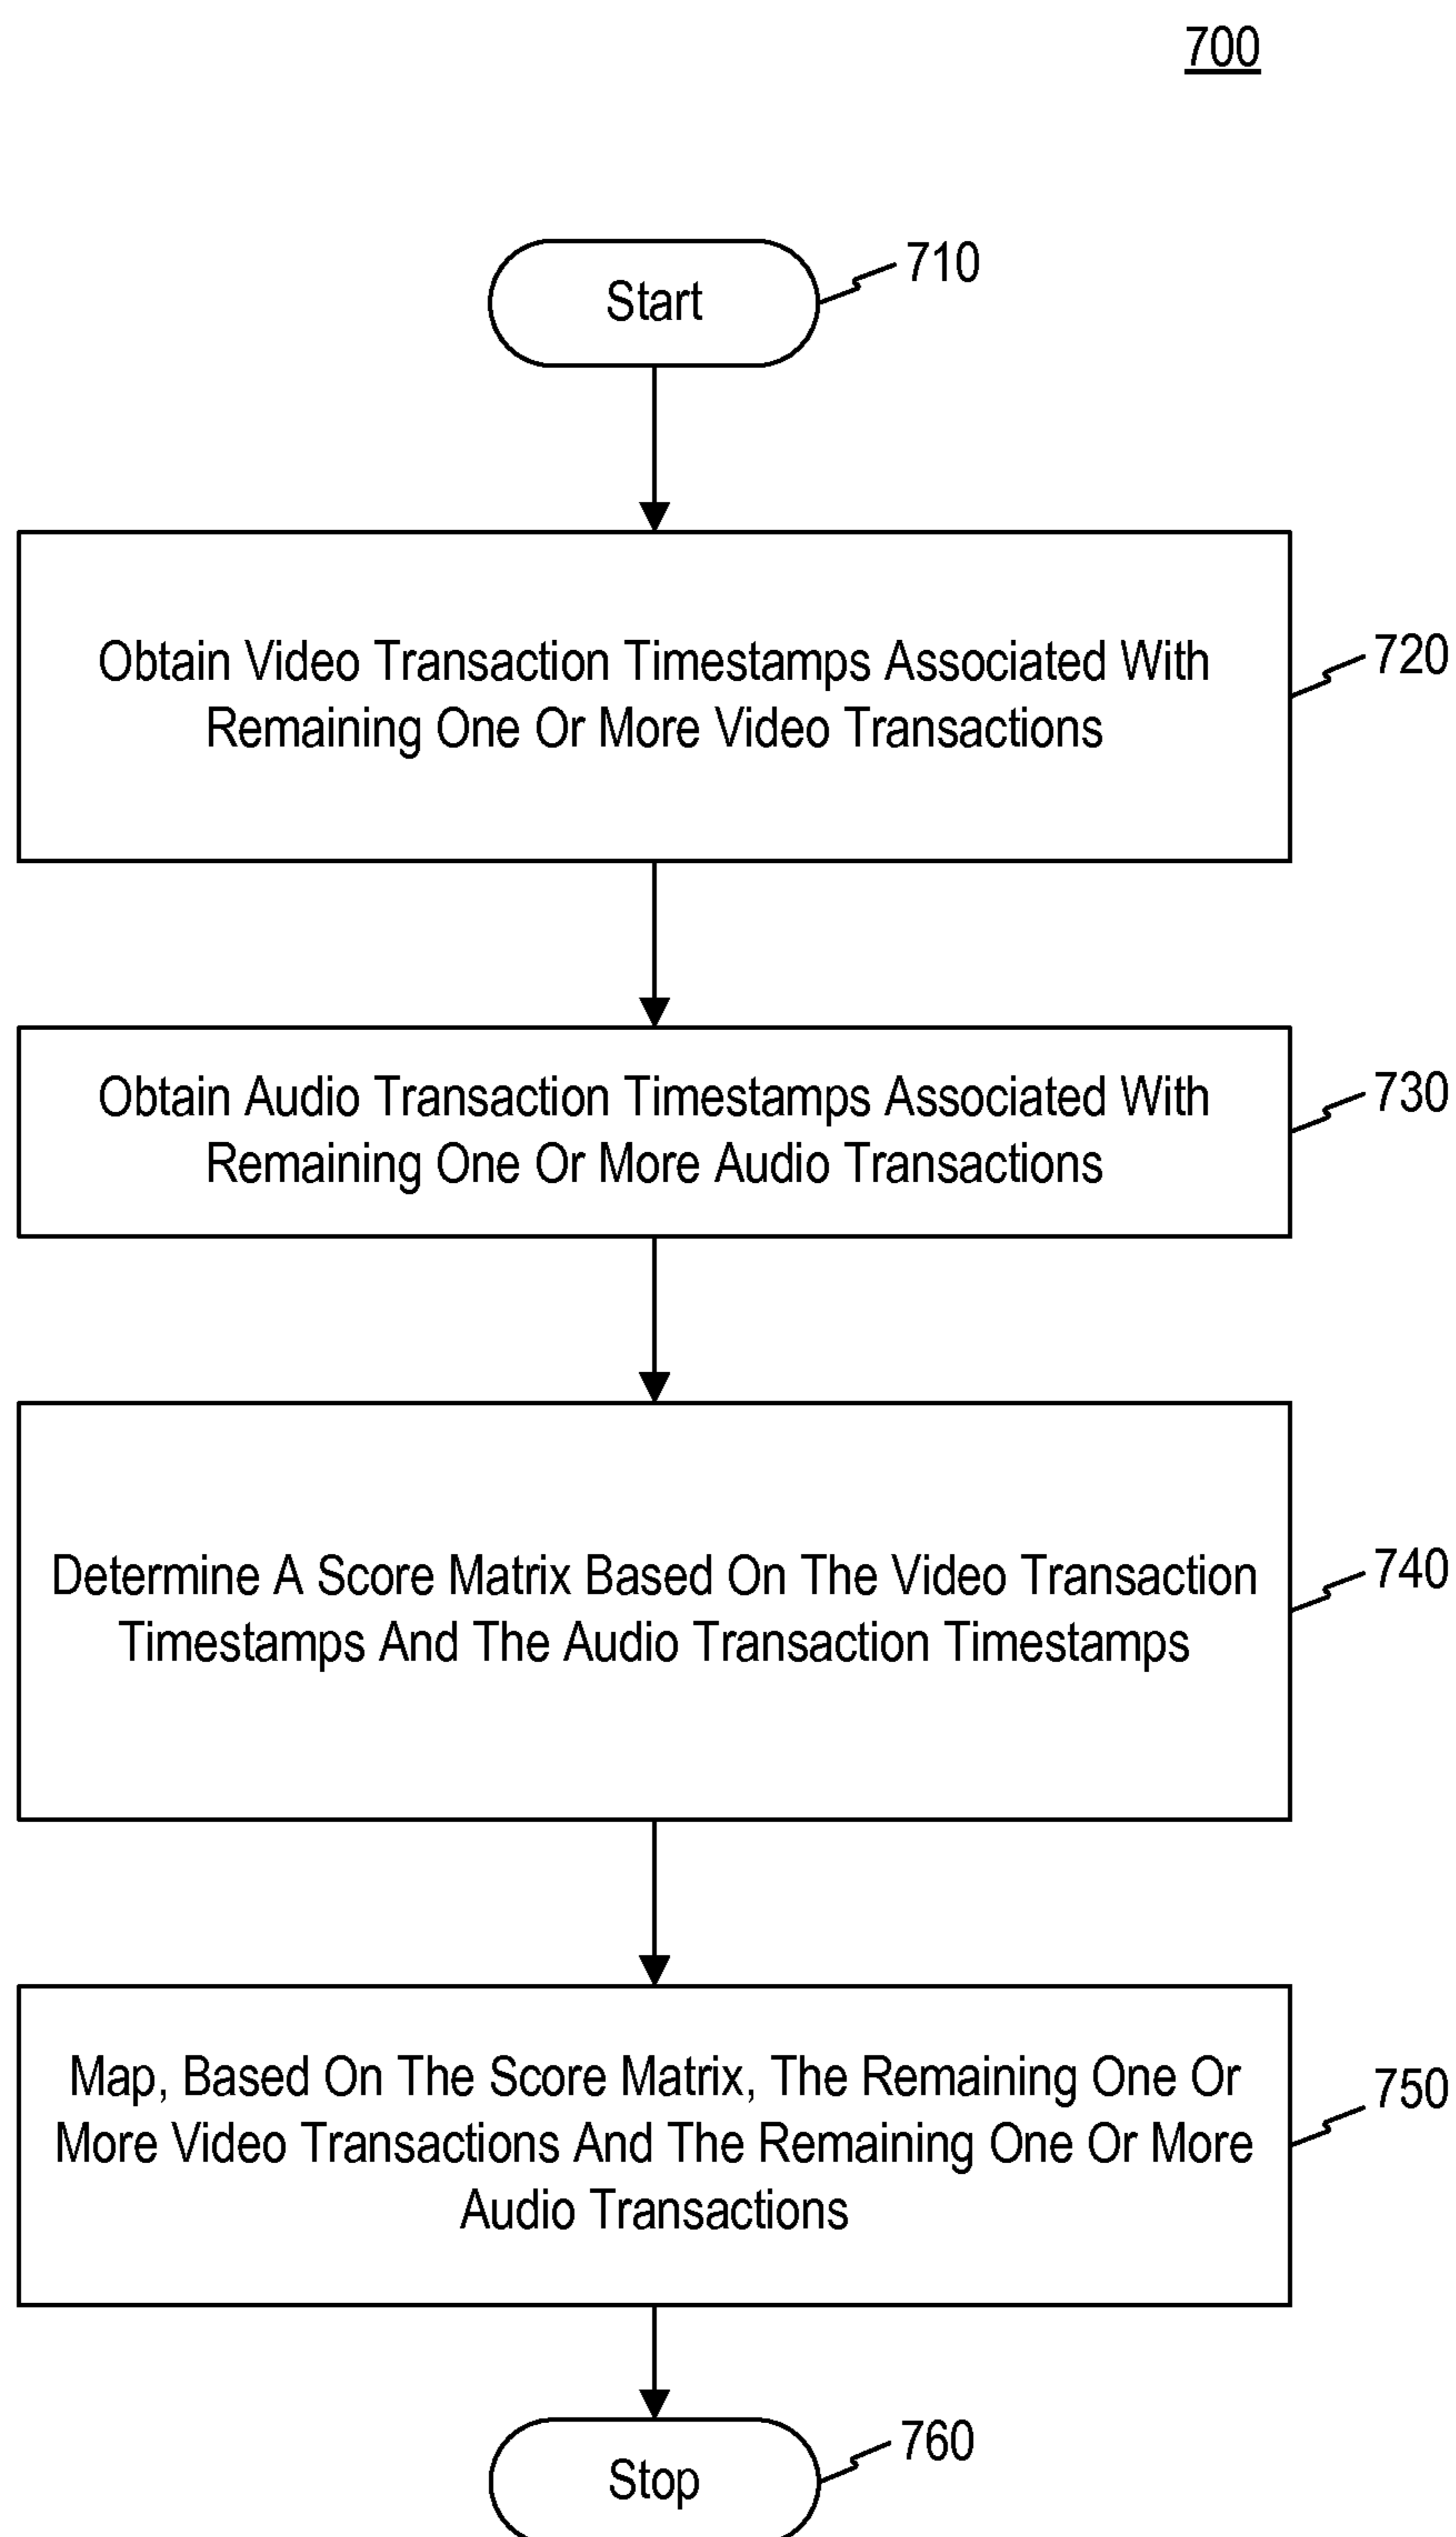 700
Start
710
Obtain Video Transaction Timestamps Associated With
Remaining One Or More Video Transactions
720
Obtain Audio Transaction Timestamps Associated With
Remaining One Or More Audio Transactions
730
Determine A Score Matrix Based On The Video Transaction
Timestamps And The Audio Transaction Timestamps
740
Map, Based On The Score Matrix, The Remaining One Or
More Video Transactions And The Remaining One Or More
Audio Transactions
750
Stop
760